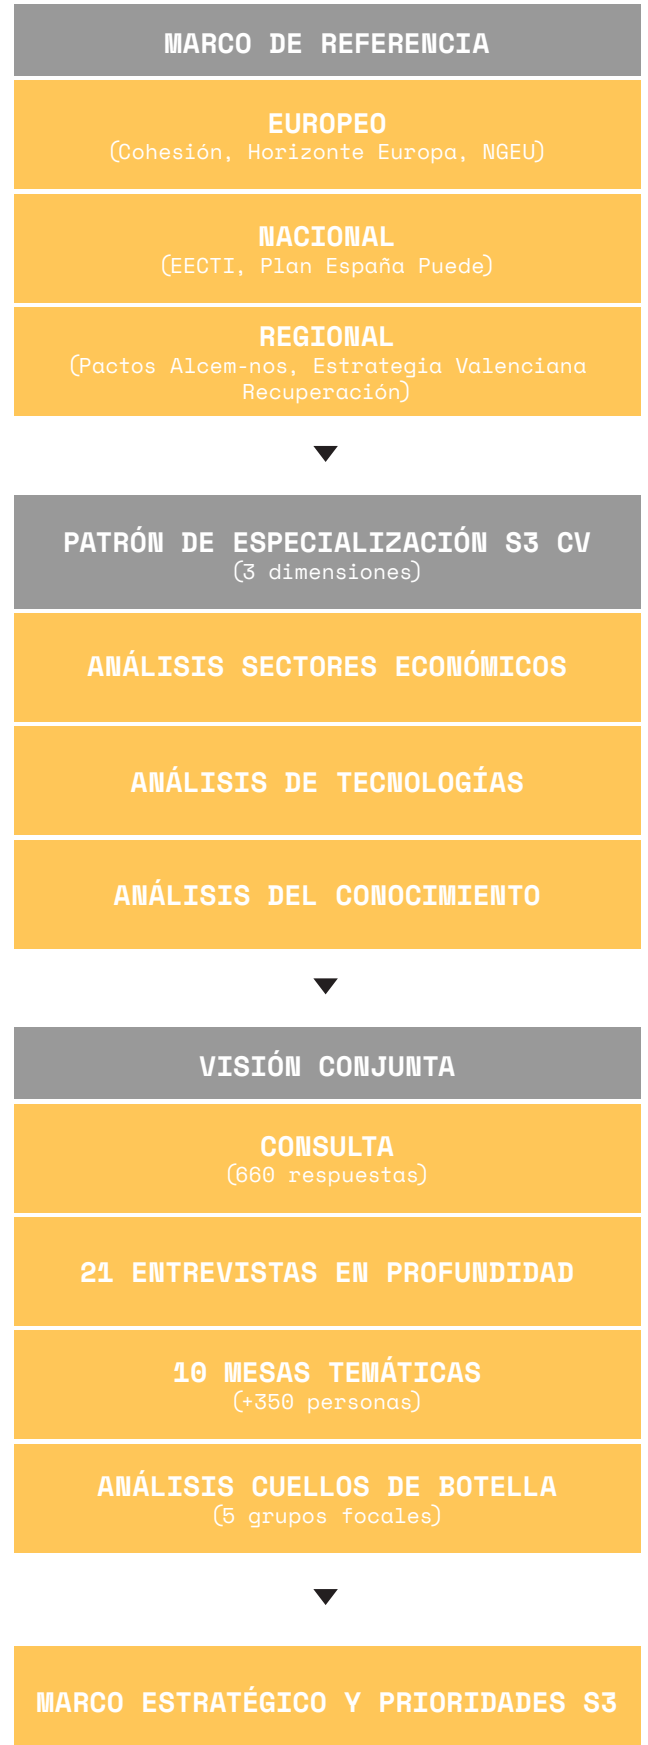 MARCO DE REFERENCIA
EUROPEO
(Cohesión, Horizonte Europa, NGEU)
NACIONAL
(EECTI, Plan España Puede)
REGIONAL
(Pactos Alcem-nos, Estrategia Valenciana
Recuperación)
PATRÓN DE ESPECIALIZACIÓN S3 CV
(3 dimensiones)
ANÁLISIS SECTORES ECONÓMICOS
ANÁLISIS DE TECNOLOGÍAS
ANÁLISIS DEL CONOCIMIENTO
VISIÓN CONJUNTA
CONSULTA
(660 respuestas)
21 ENTREVISTAS EN PROFUNDIDAD
10 MESAS TEMÁTICAS
(+350 personas)
ANÁLISIS CUELLOS DE BOTELLA
(5 grupos focales)
MARCO ESTRATÉGICO Y PRIORIDADES S3